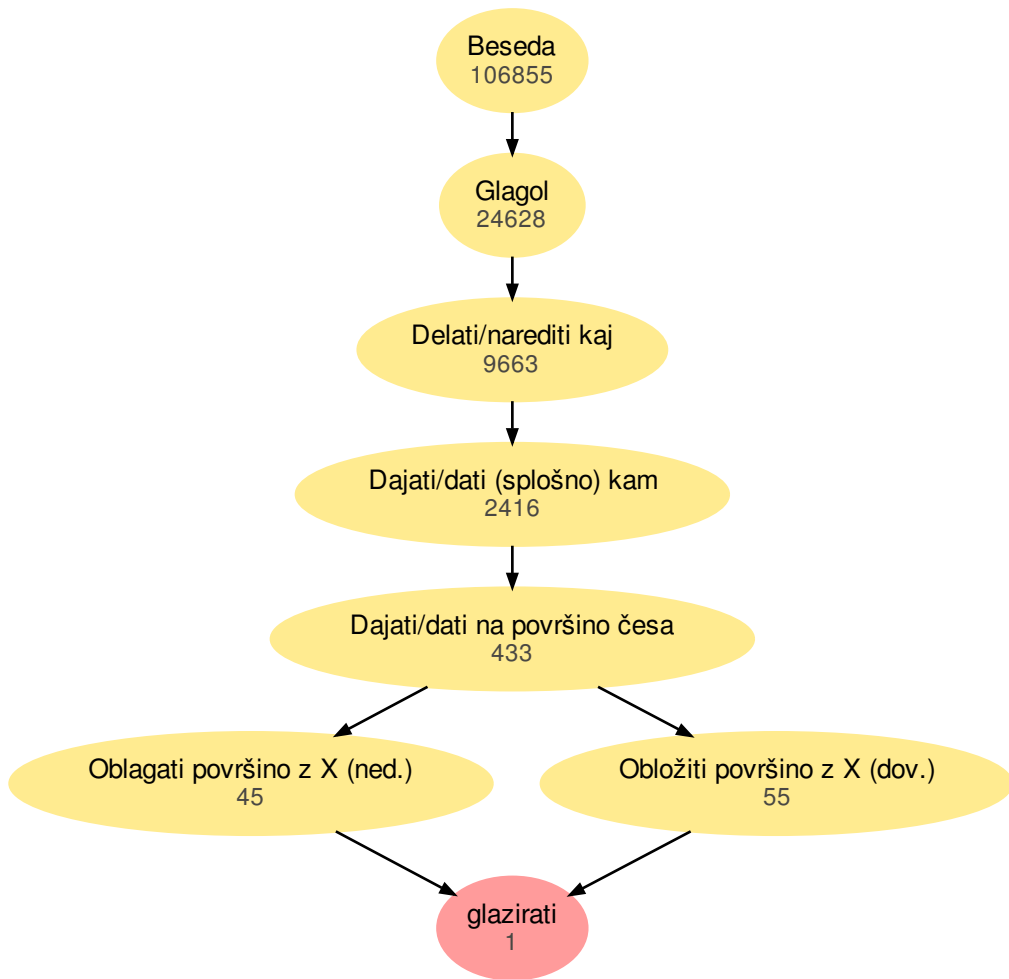 Beseda
106855
Glagol
24628
Delati/narediti kaj
9663
Dajati/dati (splošno) kam
2416
Dajati/dati na površino česa
433
Oblagati površino z X (ned.)
45
Obložiti površino z X (dov.)
55
glazirati
1